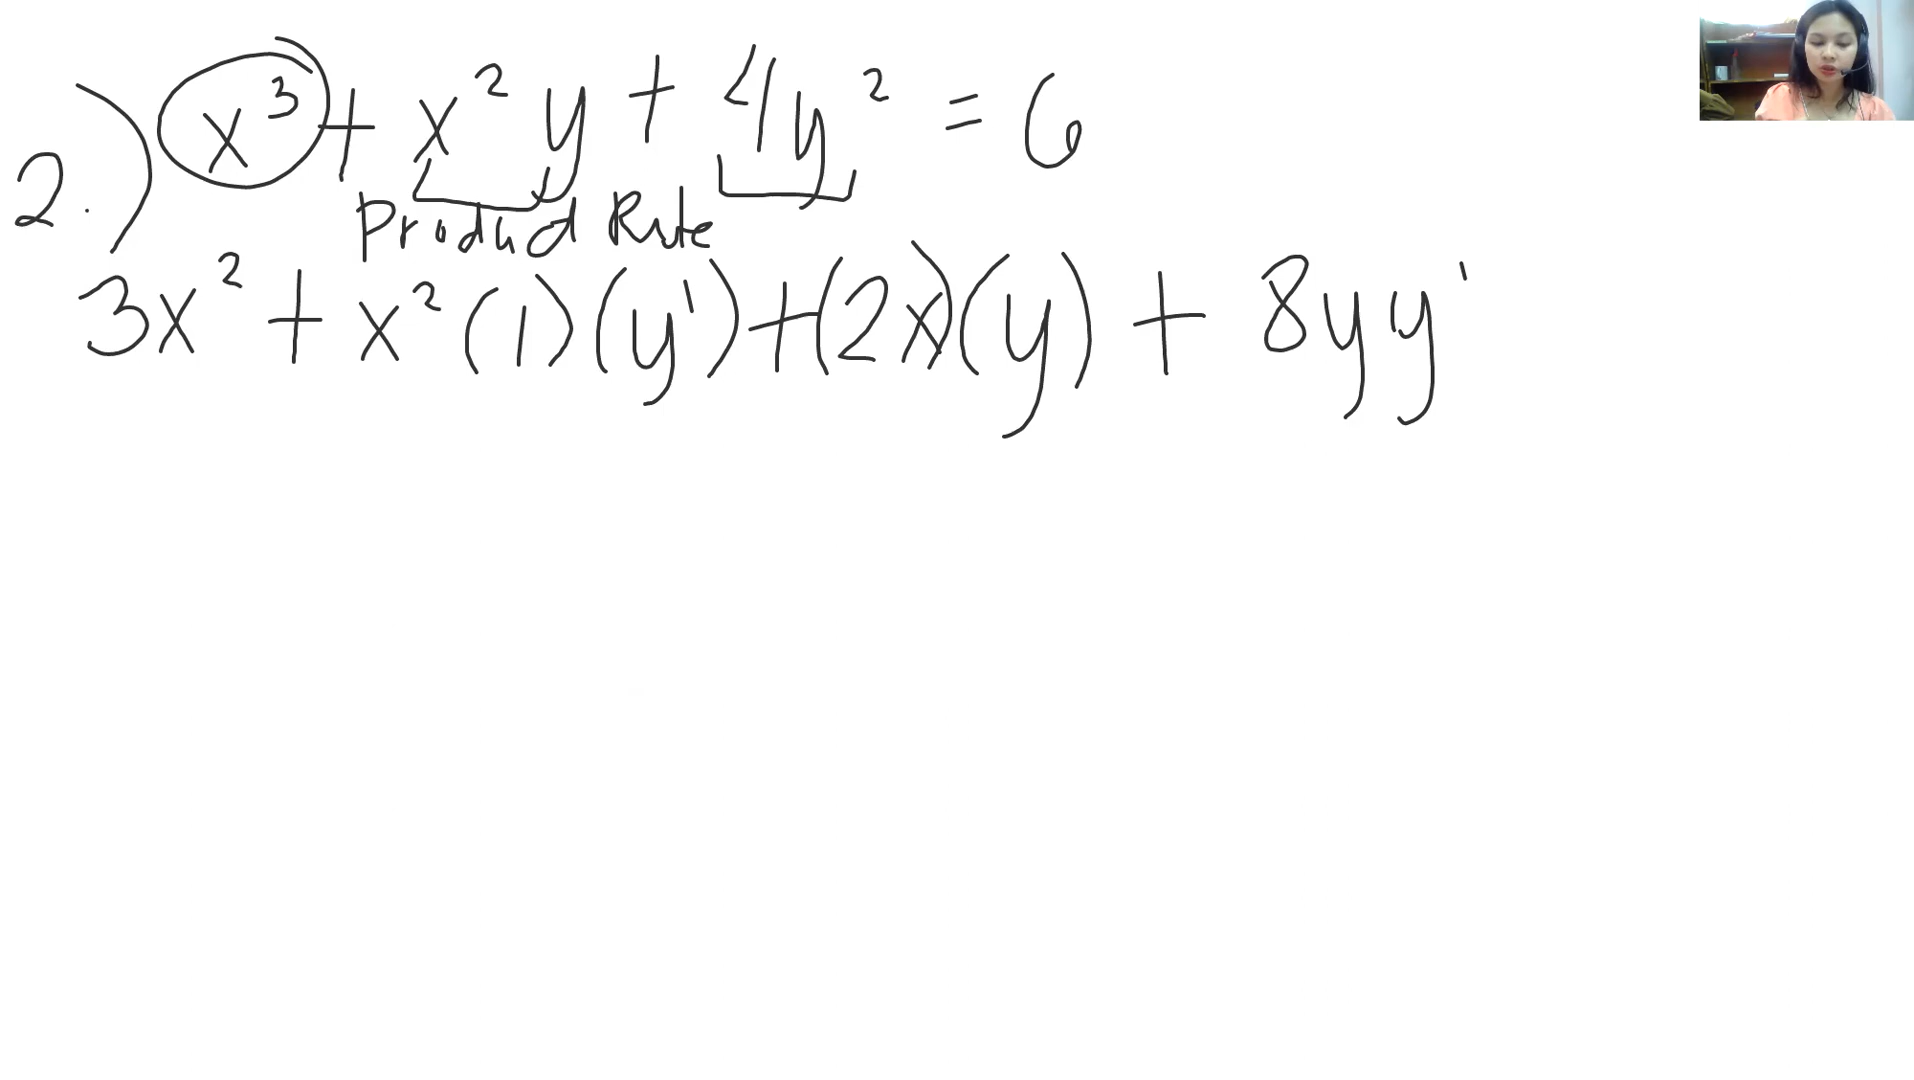 2.) x³ + x²y + 4y² = 6
Product Rule
3x² + x²(1)(y') + (2x)(y) + 8yy'